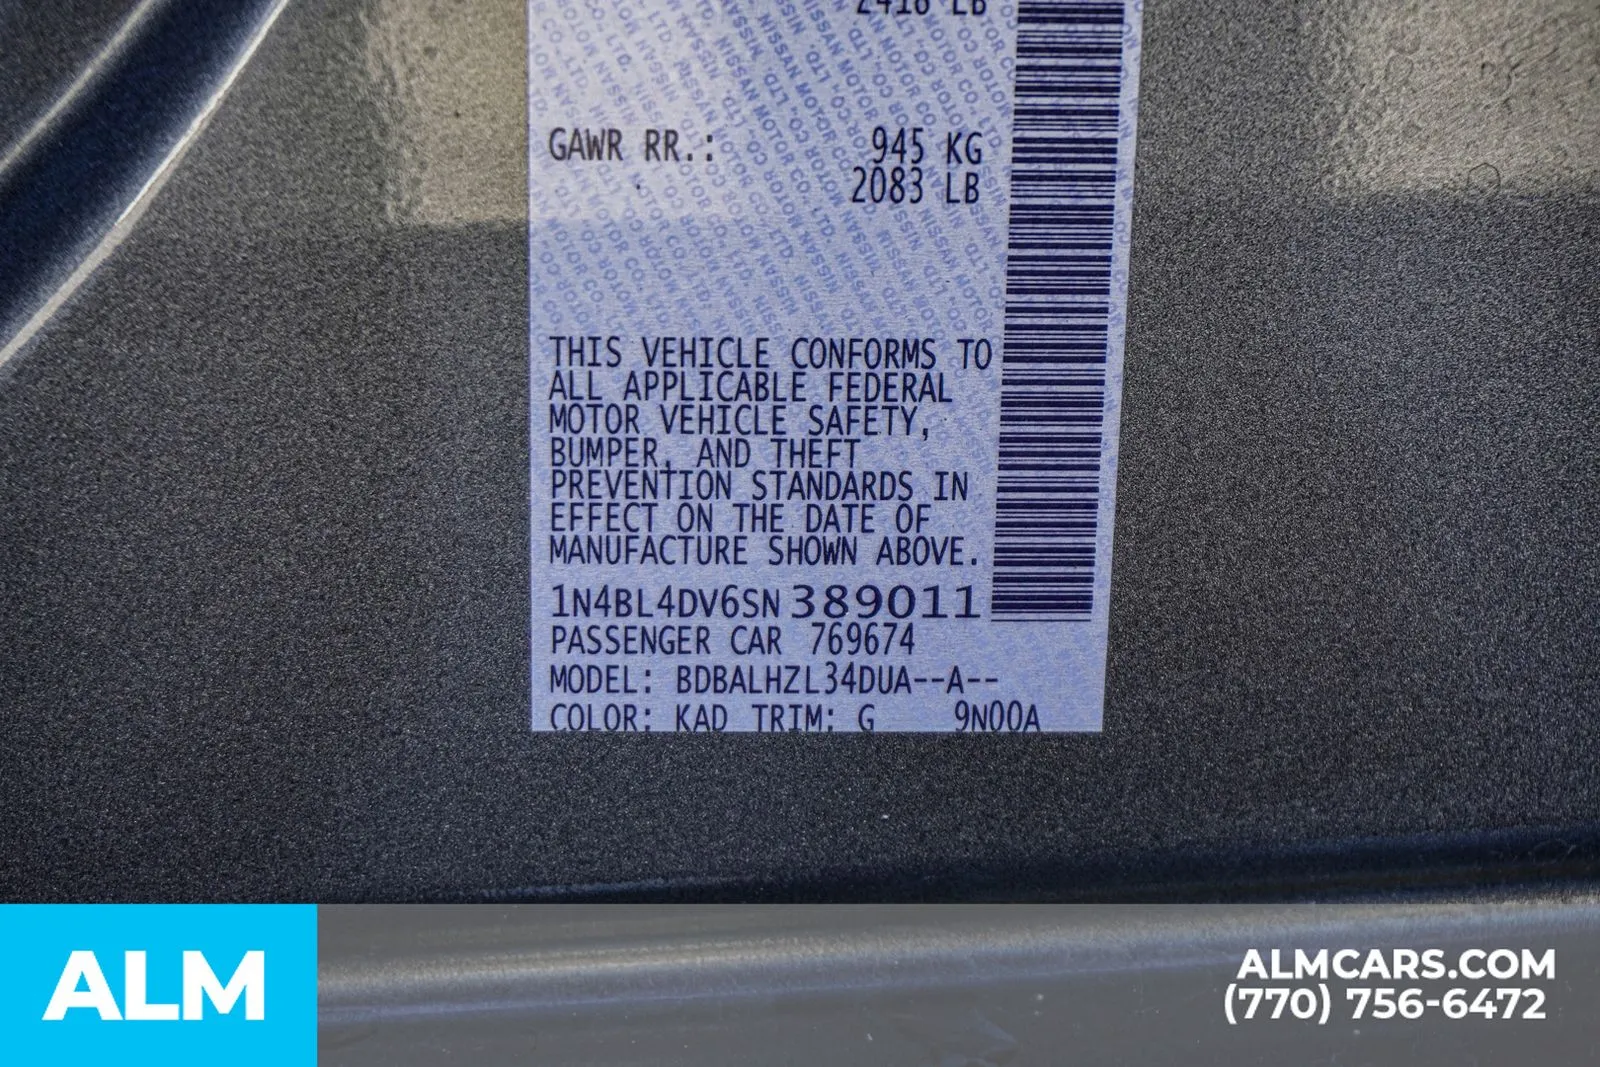 2418 LB
GAWR RR.: 945 KG
2083 LB
THIS VEHICLE CONFORMS TO
ALL APPLICABLE FEDERAL
MOTOR VEHICLE SAFETY,
BUMPER, AND THEFT
PREVENTION STANDARDS IN
EFFECT ON THE DATE OF
MANUFACTURE SHOWN ABOVE.
1N4BL4DV6SN389011
PASSENGER CAR 769674
MODEL: BDBALHZL34DUA--A--
COLOR: KAD TRIM: G 9N00A
ALM
ALMCARS.COM
(770) 756-6472